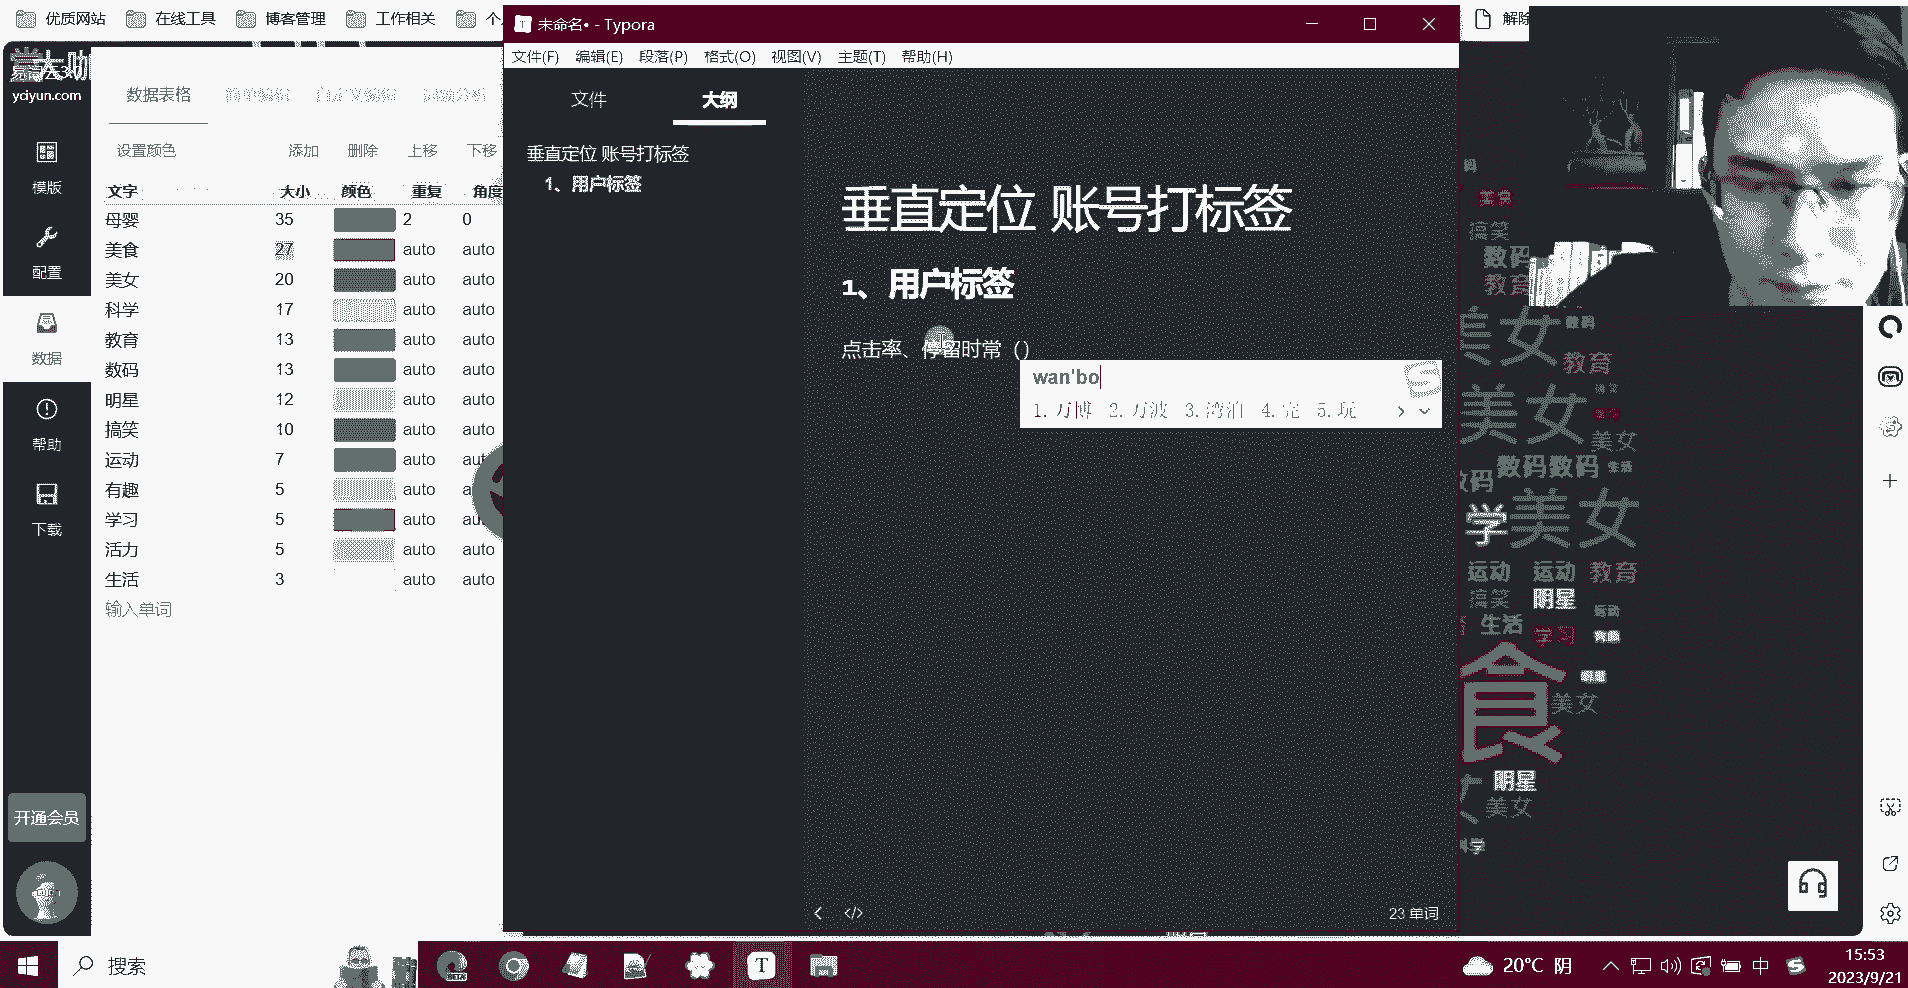 优质网站 在线工具 博客管理 工作相关
未命名• - Typora
解除
文件(F) 编辑(E) 段落(P) 格式(O) 视图(V) 主题(T) 帮助(H)
yciyun.com
模版
配置
数据
帮助
下载
开通会员
数据表格
设置颜色 添加 删除 上移 下移
文字 大小 颜色 重复 角度
母婴 35 2 0
美食 27 auto auto
美女 20 auto auto
科学 17 auto auto
教育 13 auto auto
数码 13 auto auto
明星 12 auto auto
搞笑 10 auto auto
运动 7 auto auto
有趣 5 auto
学习 5 auto
活力 5 auto auto
生活 3 auto auto
输入单词
文件 大纲
垂直定位 账号打标签
1、用户标签
垂直定位 账号打标签
1、用户标签
点击率、停留时常（）
wan'bo
1.万博 2.万波 3.湾泊 4.完 5.玩
23 单词
搞笑
数码
教育
美女 数码
教育
美女
美女
数码数码 生活
学 美女
运动 运动 教育
搞笑 明星
运动
生活 学习
食
美女
明星
美女
搜索
20°C 阴
中
15:53
2023/9/21